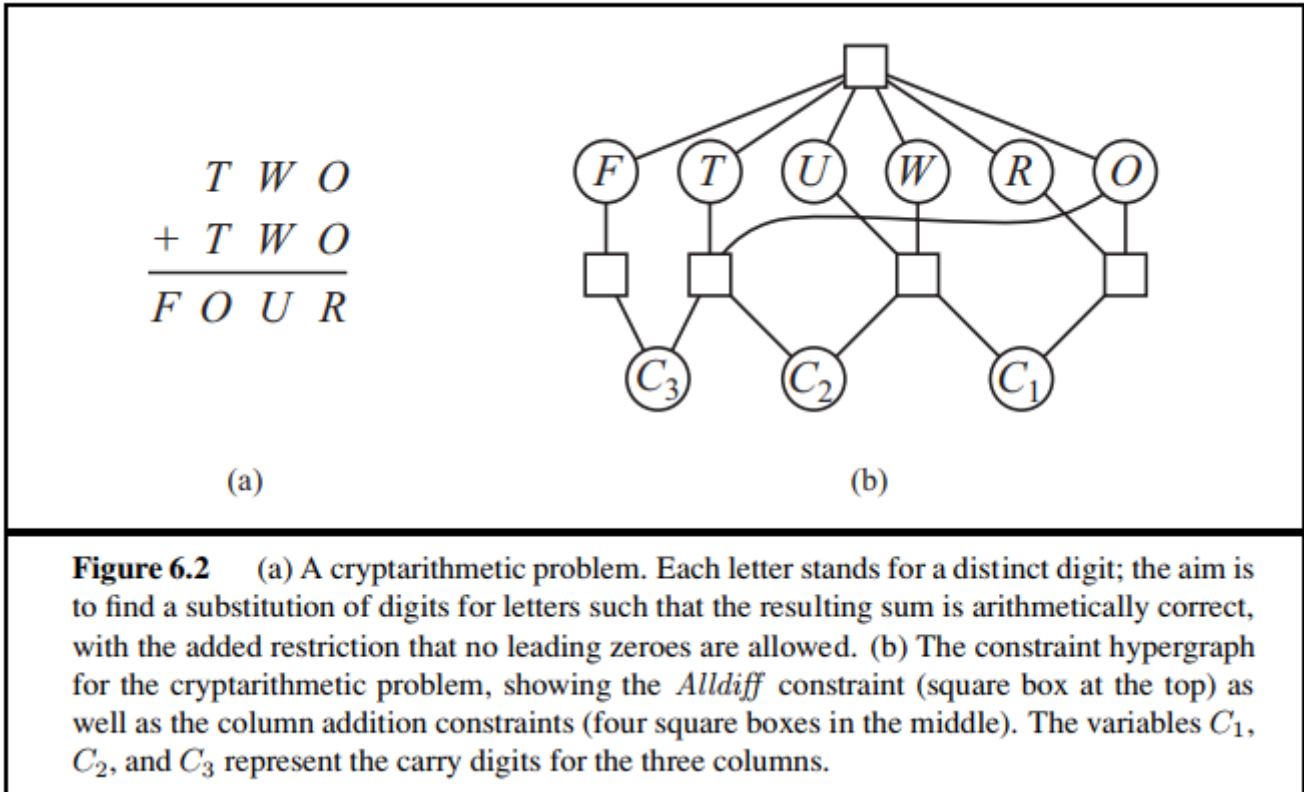 T W O
+ T W O
F O U R
F T U W R O
C3 C2 C1
(a) (b)
Figure 6.2 (a) A cryptarithmetic problem. Each letter stands for a distinct digit; the aim is
to find a substitution of digits for letters such that the resulting sum is arithmetically correct,
with the added restriction that no leading zeroes are allowed. (b) The constraint hypergraph
for the cryptarithmetic problem, showing the Alldiff constraint (square box at the top) as
well as the column addition constraints (four square boxes in the middle). The variables C1,
C2, and C3 represent the carry digits for the three columns.